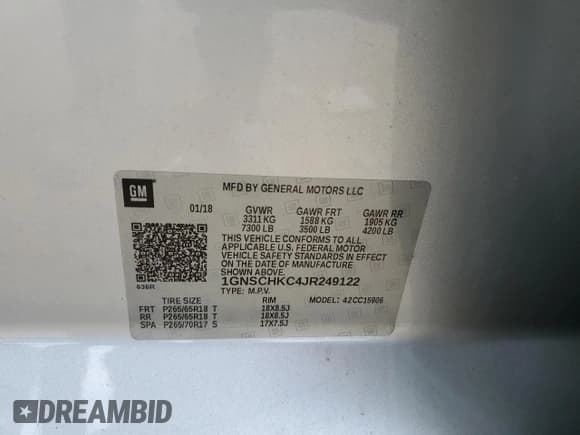 GM
MFD BY GENERAL MOTORS LLC
01/18 GVWR GAWR FRT GAWR RR
3311 KG 1588 KG 1905 KG
7300 LB 3500 LB 4200 LB
THIS VEHICLE CONFORMS TO ALL
APPLICABLE U.S. FEDERAL MOTOR
VEHICLE SAFETY STANDARDS IN EFFECT
ON THE DATE OF MANUFACTURE
SHOWN ABOVE.
1GNSCHKC4JR249122
636R
TYPE: M.P.V. MODEL: 42CC15906
TIRE SIZE RIM
FRT P265/65R18 T 18X8.5J
RR P265/65R18 T 18X8.5J
SPA P265/70R17 S 17X7.5J
DREAMBID